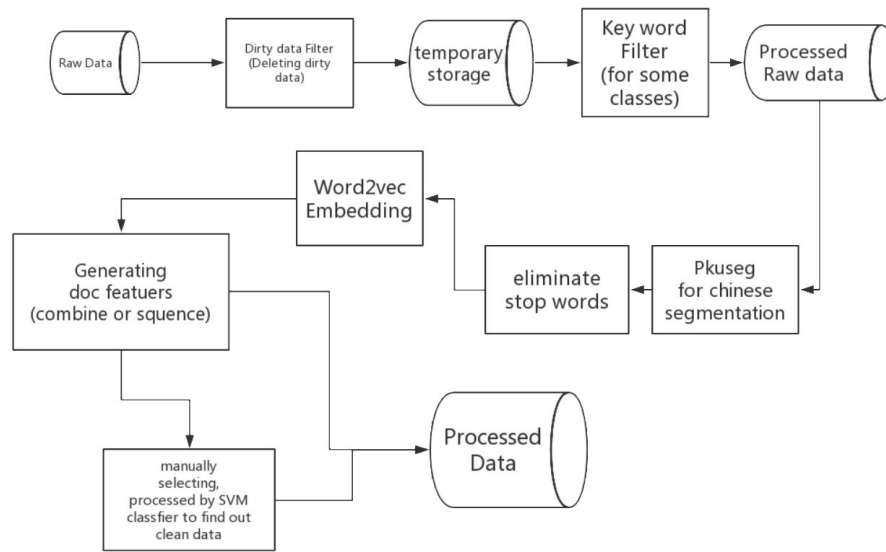 Raw Data
Dirty data Filter
(Deleting dirty
data)
temporary
storage
Key word
Filter
(for some
classes)
Processed
Raw data
Word2vec
Embedding
Generating
doc featuers
(combine or squence)
eliminate
stop words
Pkuseg
for chinese
segmentation
Processed
Data
manually
selecting,
processed by SVM
classfier to find out
clean data